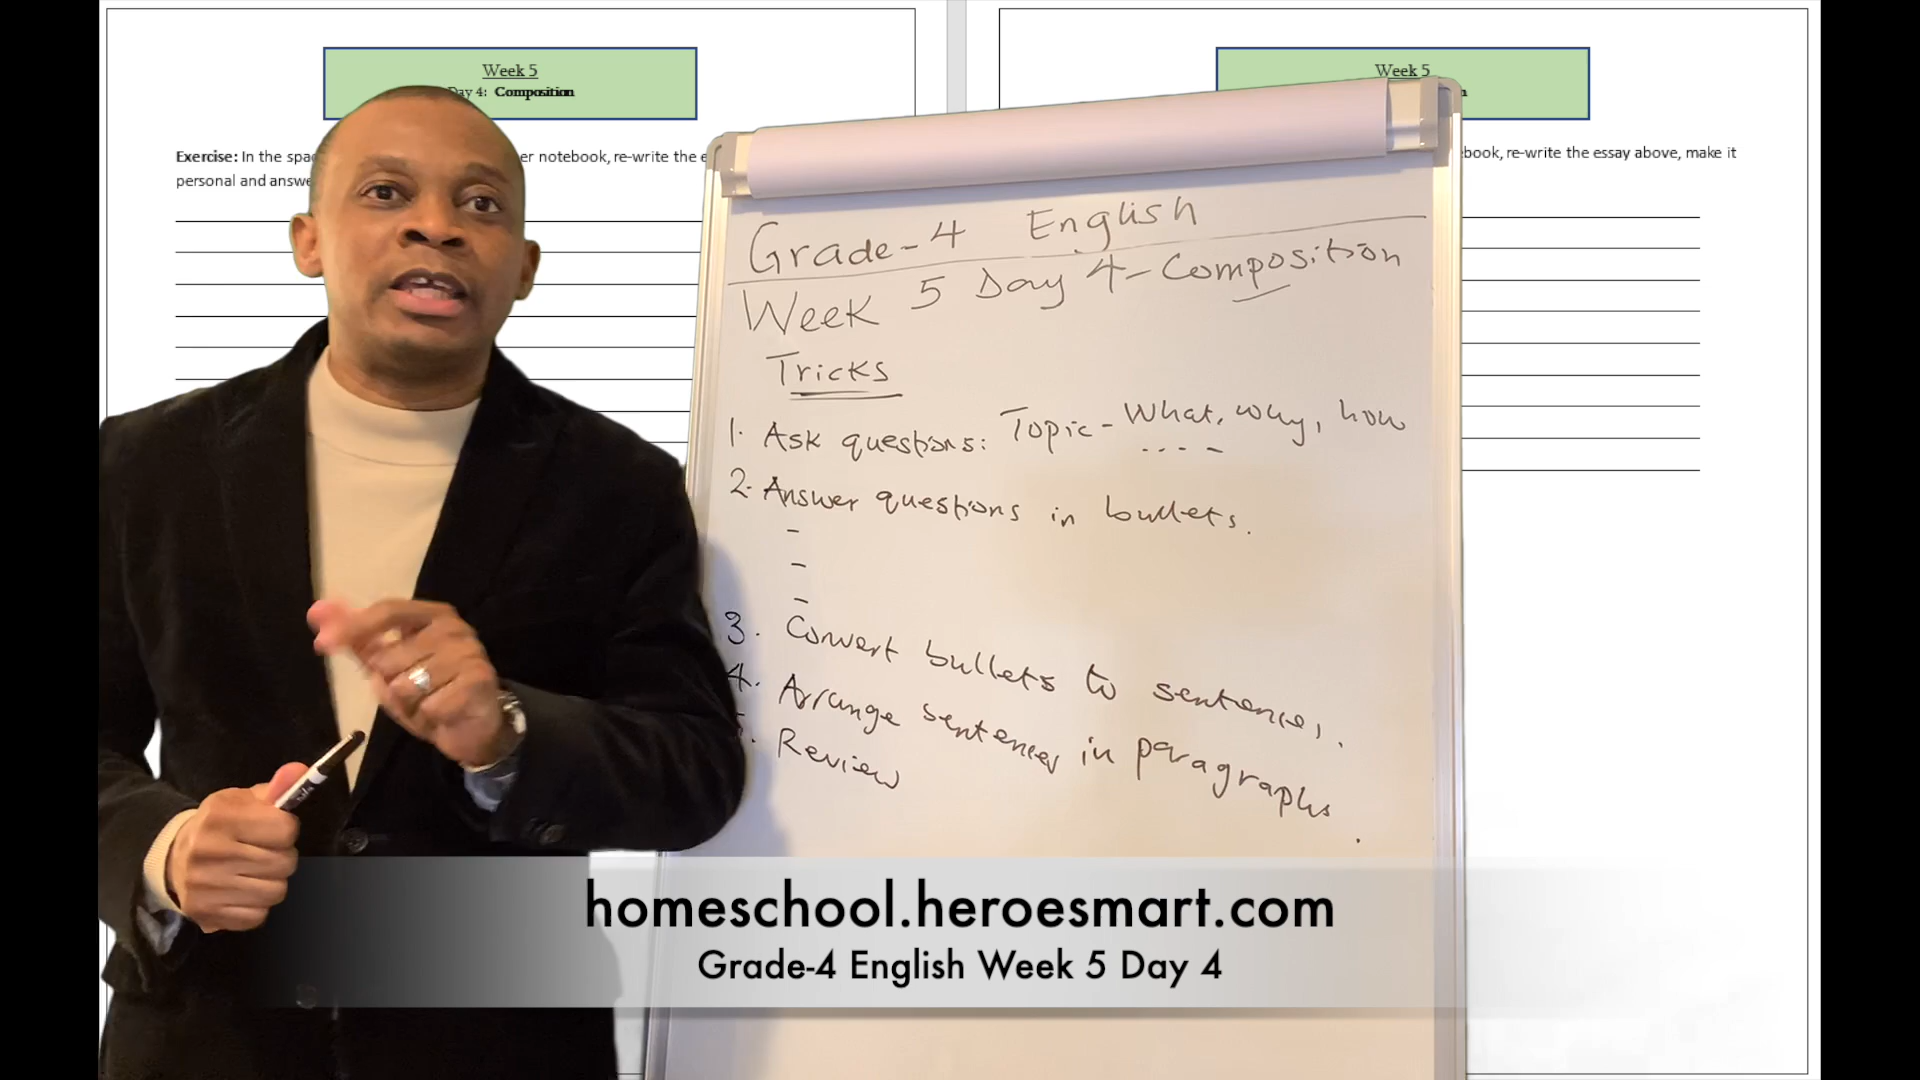 Week 5
Day 4: Composition
Exercise: In the spa
er notebook, re-write the e
personal and answe
Week 5
book, re-write the essay above, make it
Grade-4 English
Week 5 Day 4-Composition
Tricks
1. Ask questions: Topic- What, why, how
....
2. Answer questions in bullets.
-
-
-
3. Convert bullets to sentences.
4. Arrange sentences in paragraphs.
5. Review
homeschool.heroesmart.com
Grade-4 English Week 5 Day 4